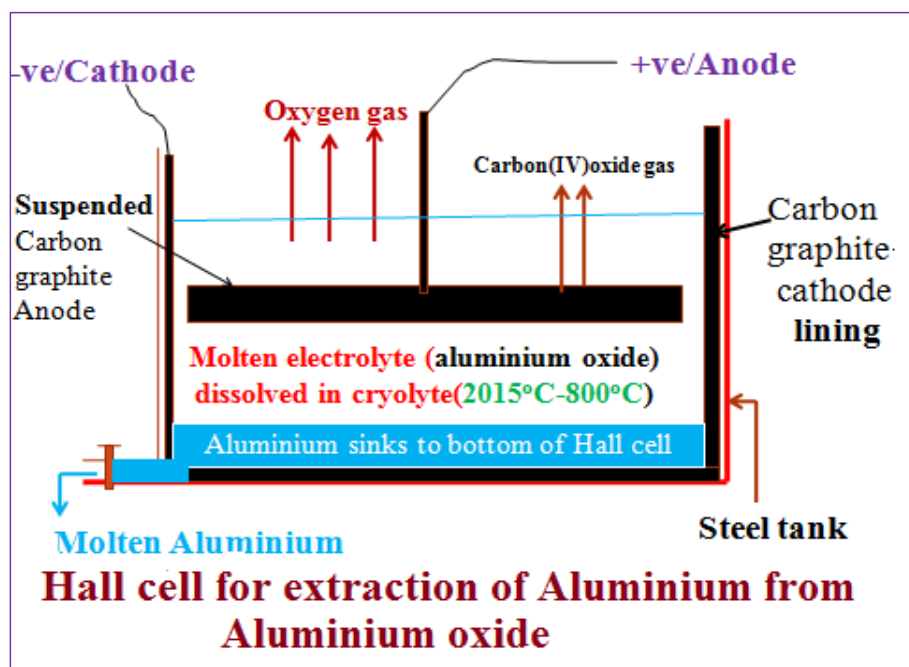 -ve/Cathode
+ve/Anode
Oxygen gas
Carbon(IV)oxide gas
Suspended
Carbon
graphite
Anode
Carbon
graphite-
cathode
lining
Molten electrolyte (aluminium oxide)
dissolved in cryolyte(2015°C-800°C)
Aluminium sinks to bottom of Hall cell
Steel tank
Molten Aluminium
Hall cell for extraction of Aluminium from
Aluminium oxide